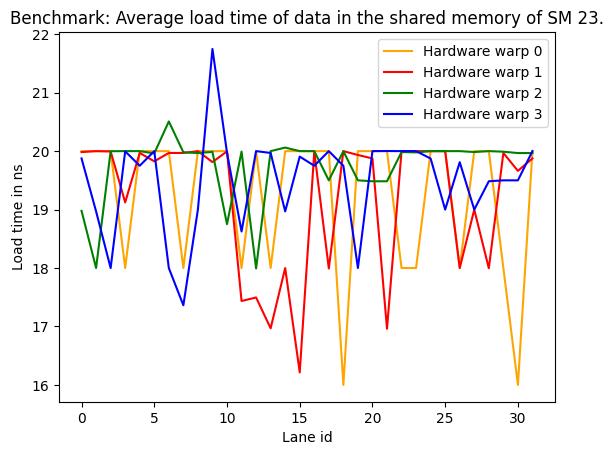 Benchmark: Average load time of data in the shared memory of SM 23.
22
21
20
19
18
17
16
Load time in ns
Hardware warp 0
Hardware warp 1
Hardware warp 2
Hardware warp 3
0 5 10 15 20 25 30
Lane id